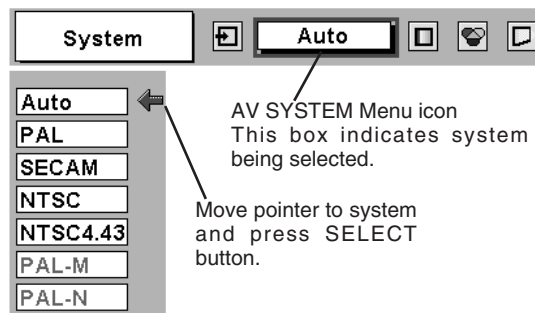 System
Auto
Auto
PAL
SECAM
NTSC
NTSC4.43
PAL-M
PAL-N
AV SYSTEM Menu icon
This box indicates system
being selected.
Move pointer to system
and press SELECT
button.